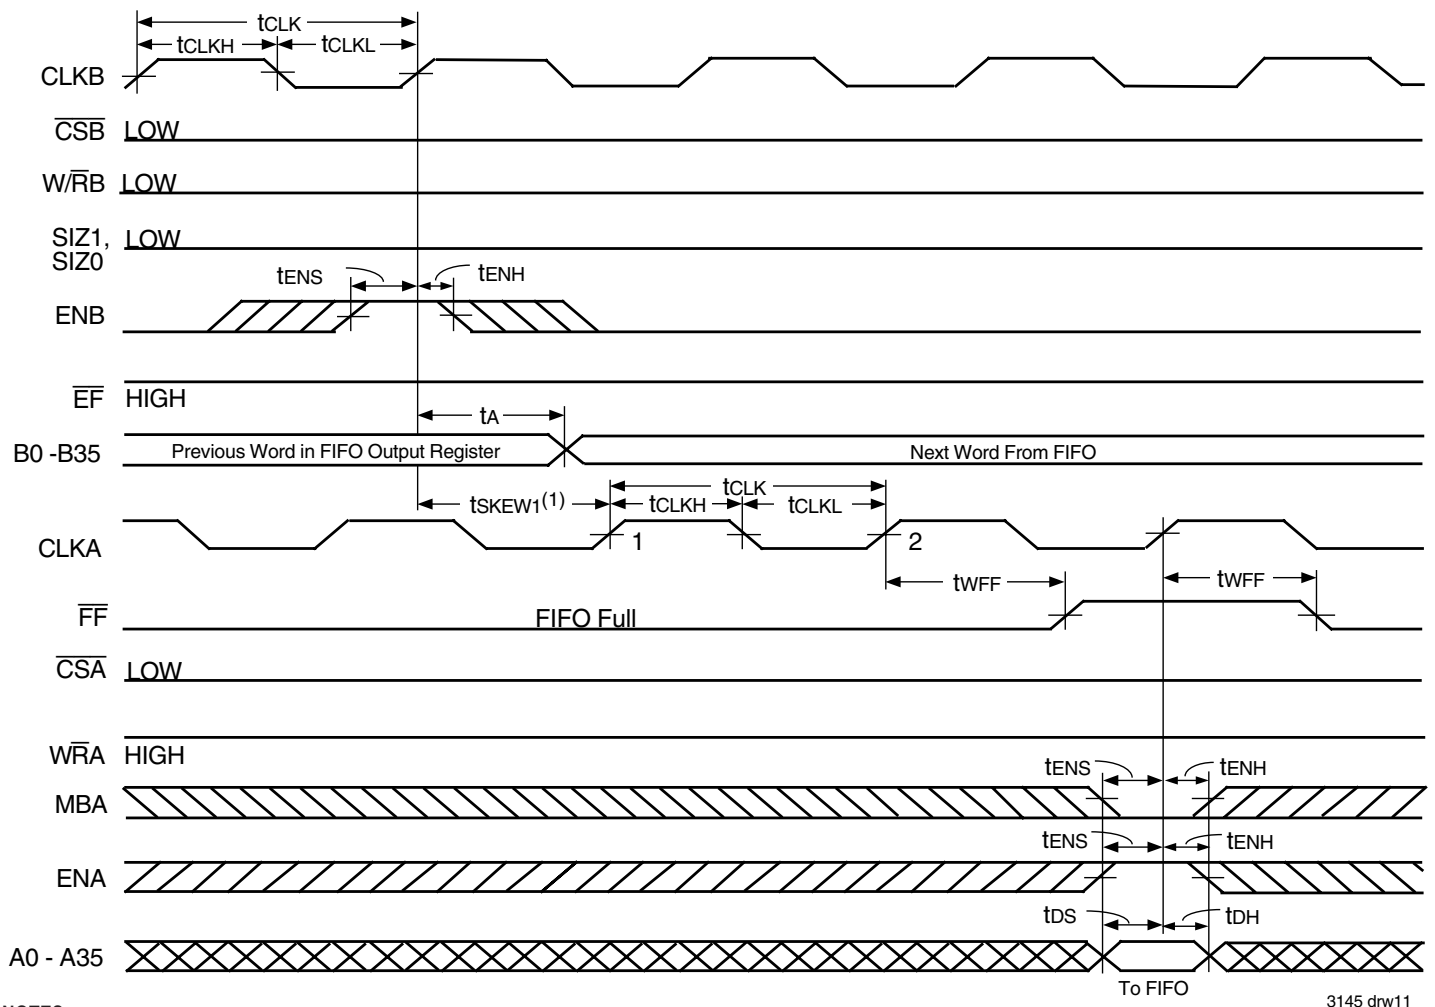 tCLK
tCLKH tCLKL
CLKB
CSB LOW
W/RB LOW
SIZ1, SIZ0 LOW
tENS tENH
ENB
EF HIGH
tA
B0 -B35 Previous Word in FIFO Output Register Next Word From FIFO
tCLK
tSKEW1(1) tCLKH tCLKL
CLKA 1 2
tWFF tWFF
FF FIFO Full
CSA LOW
WRA HIGH
tENS tENH
MBA
tENS tENH
ENA
tDS tDH
A0 - A35
To FIFO
3145 drw11